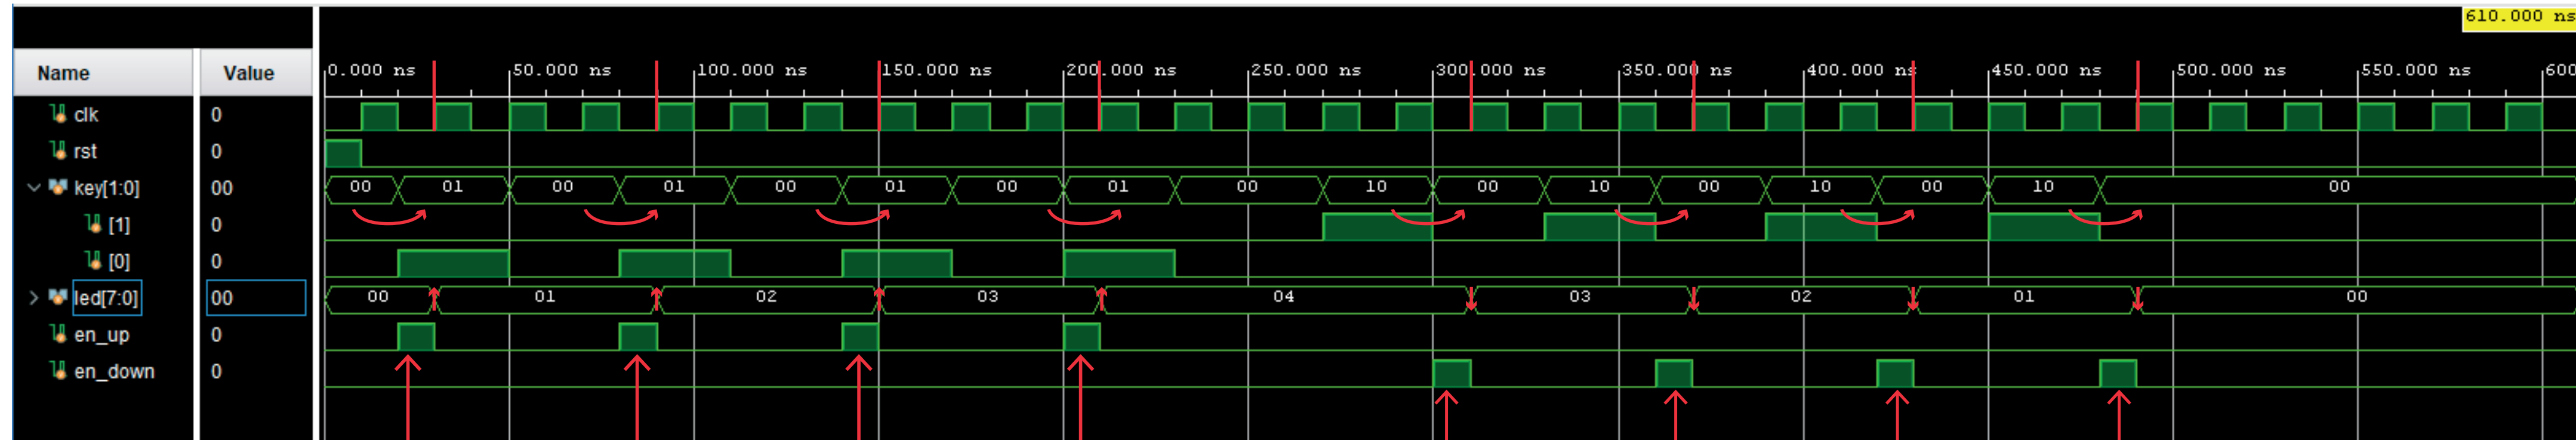 610.000 ns
Name Value 0.000 ns 50.000 ns 100.000 ns 150.000 ns 200.000 ns 250.000 ns 300.000 ns 350.000 ns 400.000 ns 450.000 ns 500.000 ns 550.000 ns 600
clk 0
rst 0
key[1:0] 00 00 01 00 01 00 01 00 01 00 10 00 10 00 10 00 10 00
[1] 0
[0] 0
led[7:0] 00 00 01 02 03 04 03 02 01 00
en_up 0
en_down 0